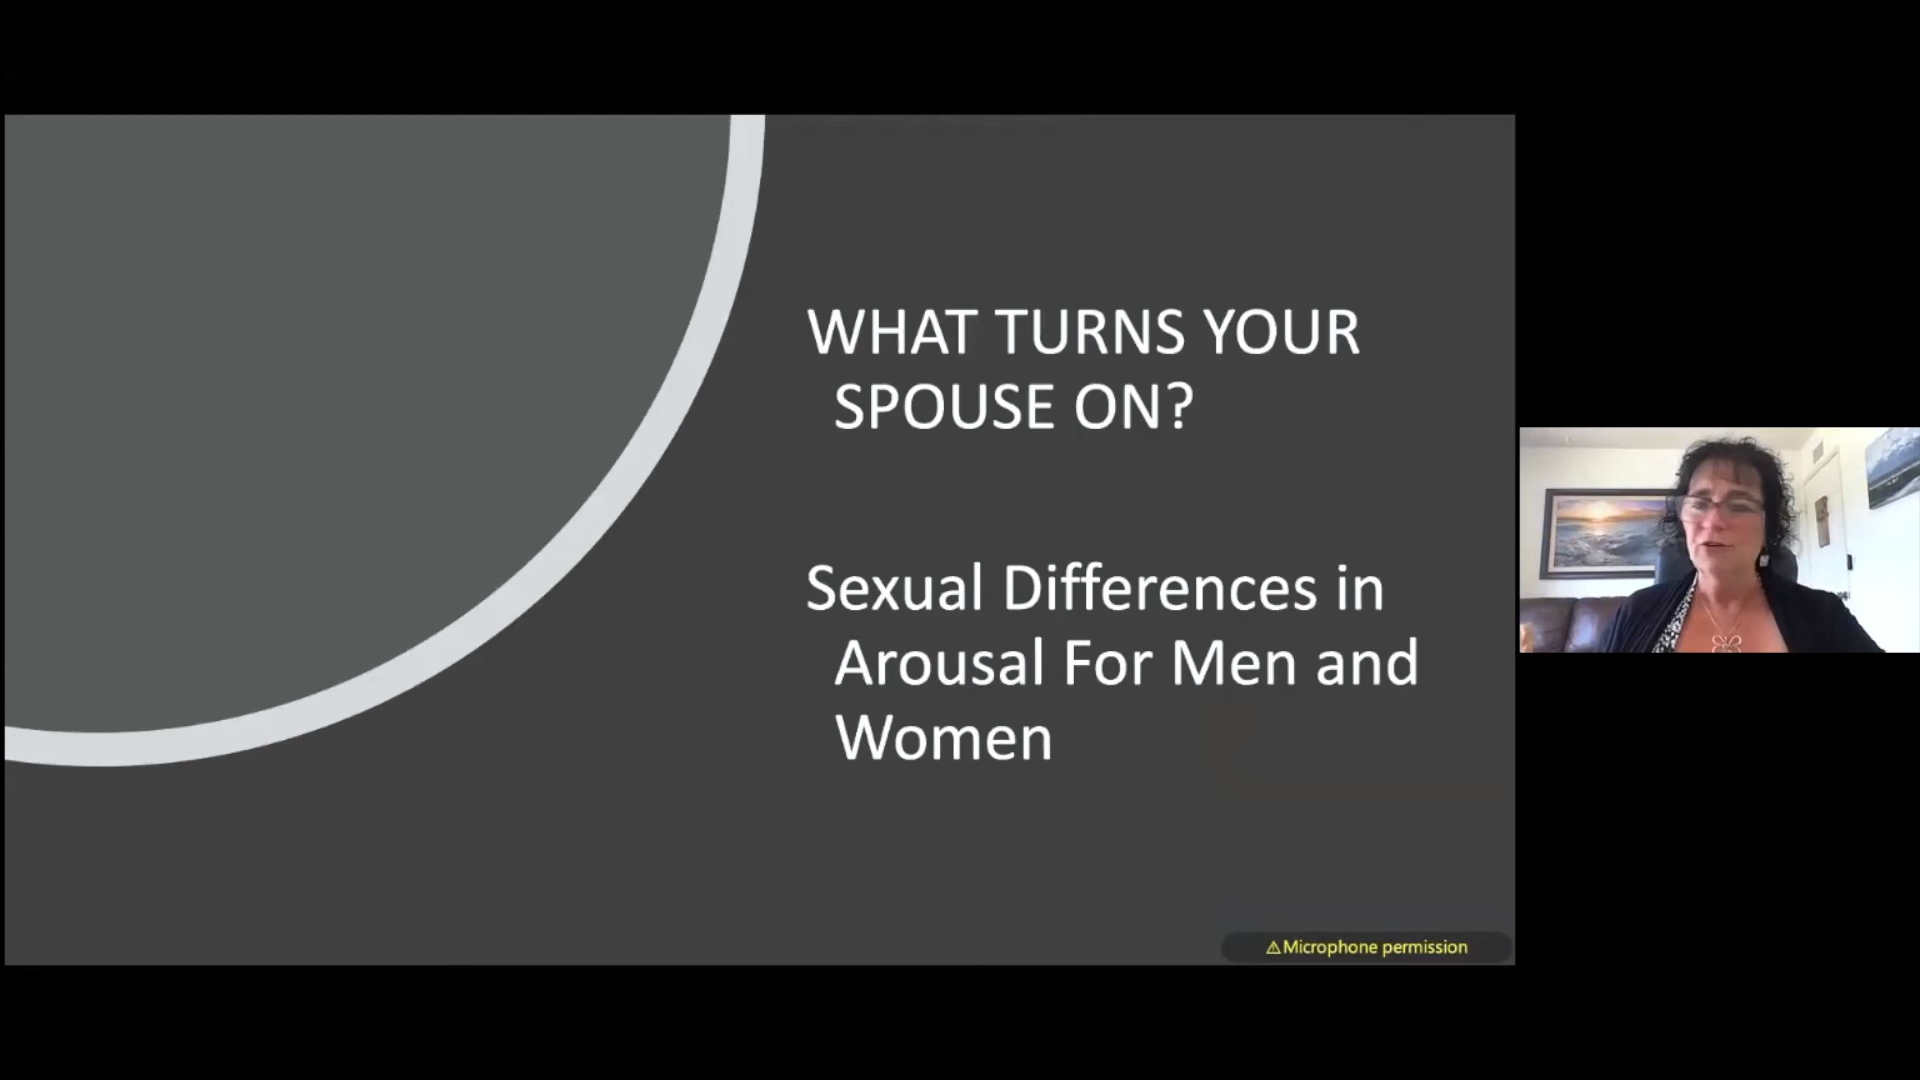 WHAT TURNS YOUR
SPOUSE ON?
Sexual Differences in
Arousal For Men and
Women
⚠Microphone permission